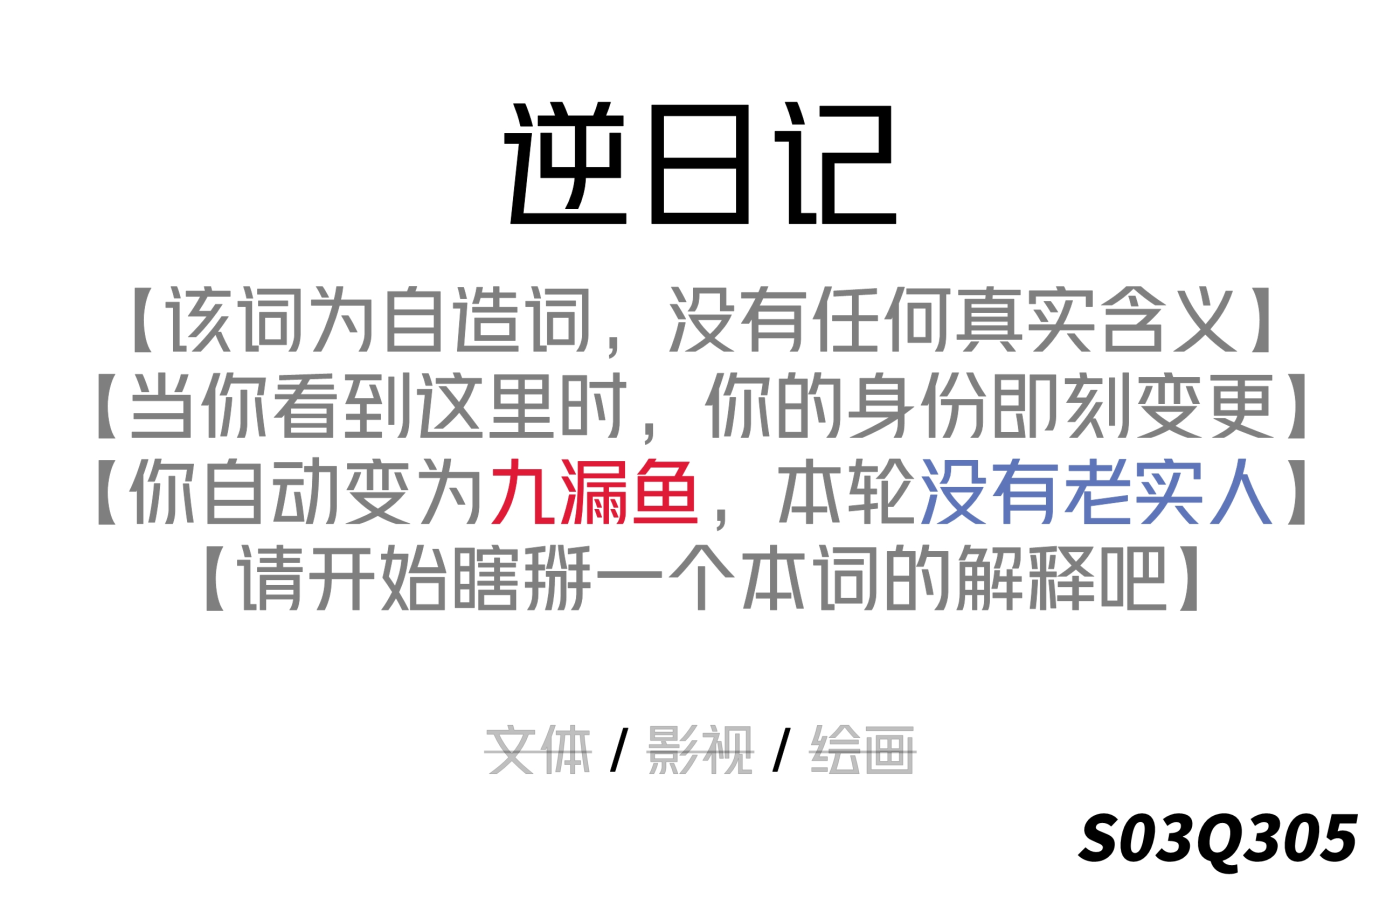 逆日记
【该词为自造词，没有任何真实含义】
【当你看到这里时，你的身份即刻变更】
【你自动变为九漏鱼，本轮没有老实人】
【请开始瞎掰一个本词的解释吧】
文体 / 影视 / 绘画
S03Q305